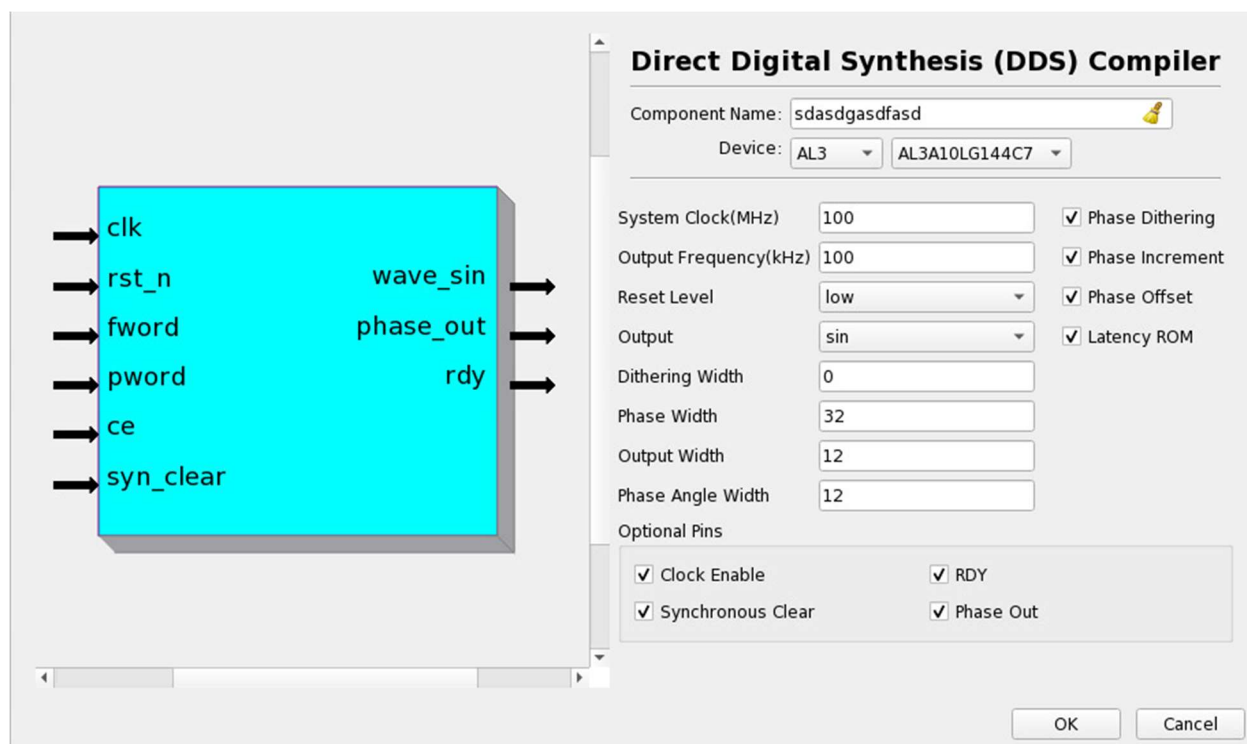 clk
rst_n
fword
pword
ce
syn_clear
wave_sin
phase_out
rdy
Direct Digital Synthesis (DDS) Compiler
Component Name: sdasdgasdfasd
Device: AL3 AL3A10LG144C7
System Clock(MHz) 100 Phase Dithering
Output Frequency(kHz) 100 Phase Increment
Reset Level low Phase Offset
Output sin Latency ROM
Dithering Width 0
Phase Width 32
Output Width 12
Phase Angle Width 12
Optional Pins
Clock Enable RDY
Synchronous Clear Phase Out
OK Cancel